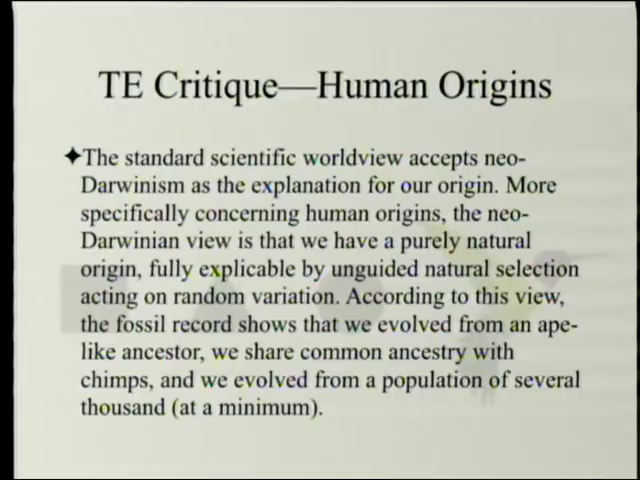 TE Critique—Human Origins
✦The standard scientific worldview accepts neo-
Darwinism as the explanation for our origin. More
specifically concerning human origins, the neo-
Darwinian view is that we have a purely natural
origin, fully explicable by unguided natural selection
acting on random variation. According to this view,
the fossil record shows that we evolved from an ape-
like ancestor, we share common ancestry with
chimps, and we evolved from a population of several
thousand (at a minimum).